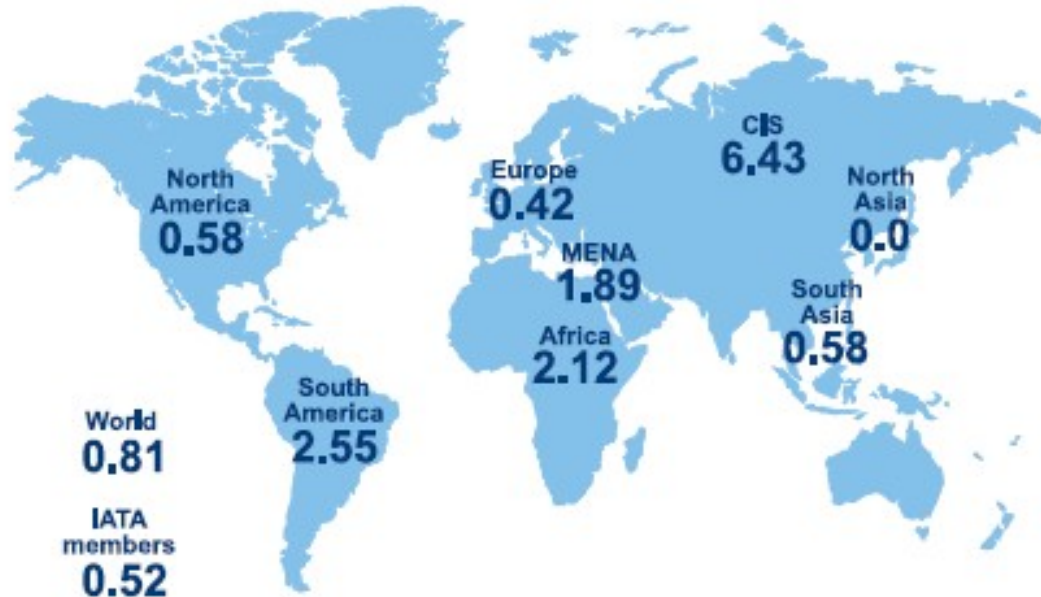 CIS
6.43
Europe
0.42
North
America
0.58
North
Asia
0.0
MENA
1.89
South
Asia
0.58
Africa
2.12
South
America
2.55
World
0.81
IATA
members
0.52